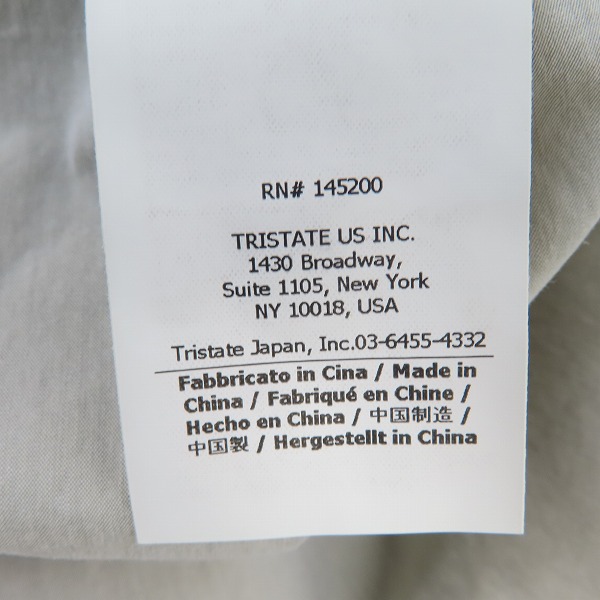 RN# 145200
TRISTATE US INC.
1430 Broadway,
Suite 1105, New York
NY 10018, USA
Tristate Japan, Inc.03-6455-4332
Fabbricato in Cina / Made in
China / Fabriqué en Chine /
Hecho en China / 中国制造 /
中国製 / Hergestellt in China